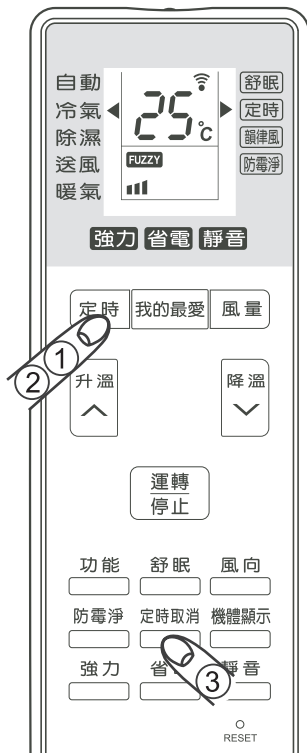 自動 舒眠
冷氣 25℃ 定時
除濕 韻律風
送風 FUZZY 防霉淨
暖氣
強力 省電 靜音
定時 我的最愛 風量
① ②
升溫 降溫
運轉
停止
功能 舒眠 風向
防霉淨 定時取消 機體顯示
強力 省 靜音
③
RESET